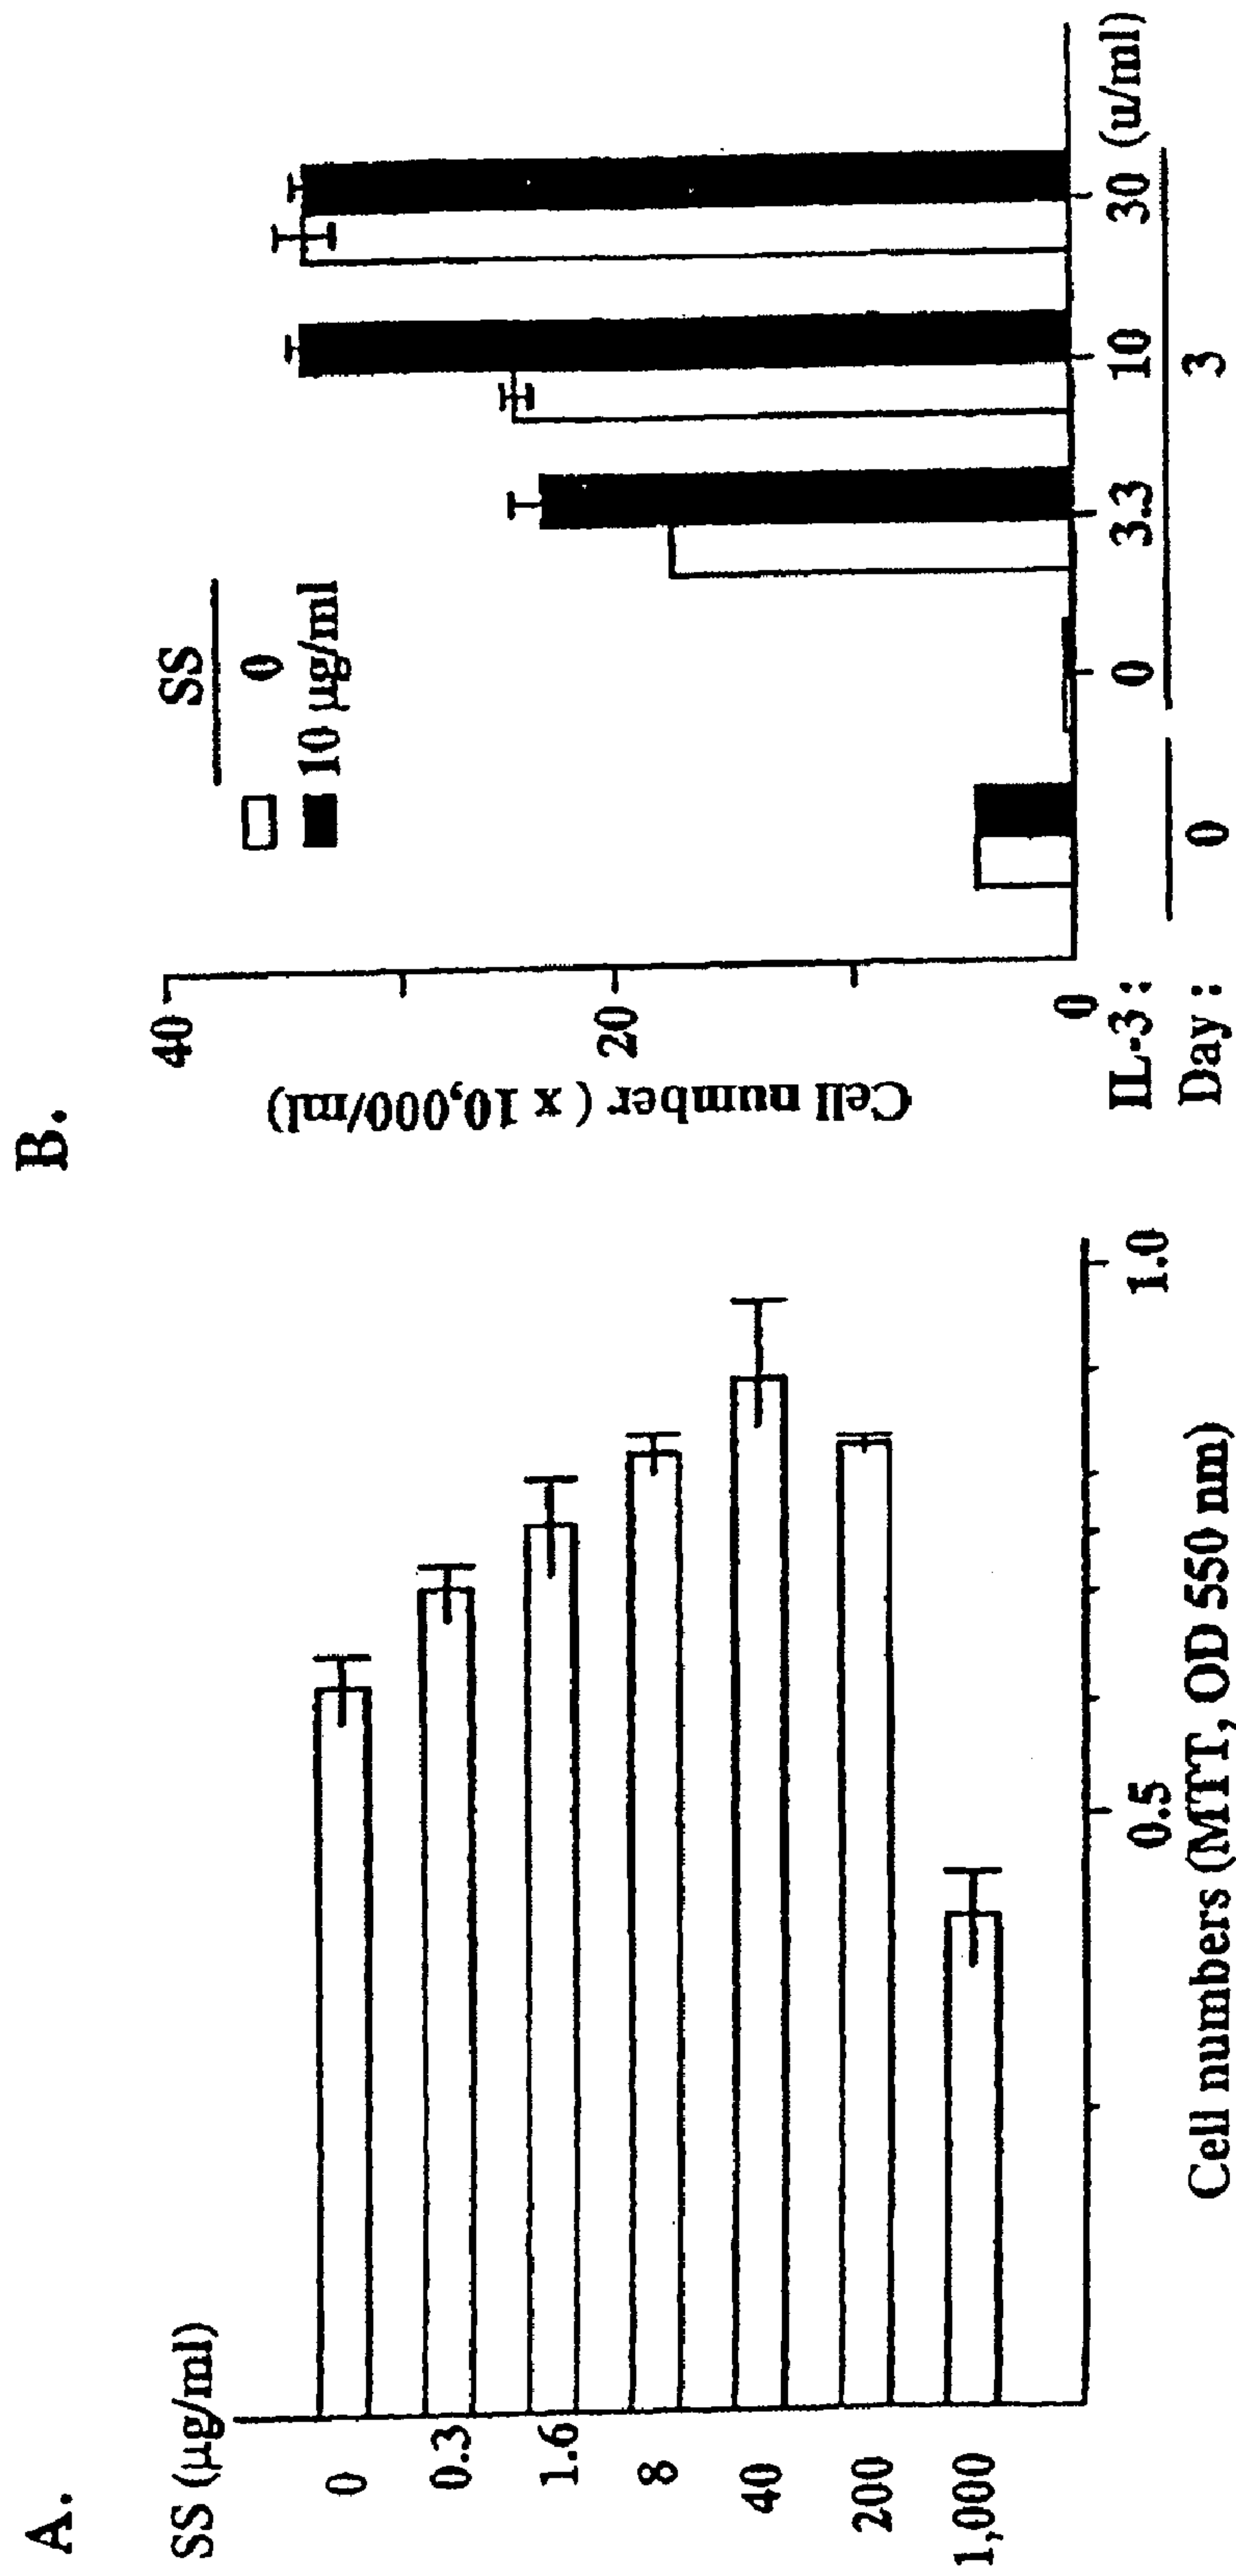 A.
SS (µg/ml)
0
0.3
1.6
8
40
200
1,000
0.5
1.0
Cell numbers (MTT, OD 550 nm)
B.
SS
0
10 µg/ml
40
20
0
Cell number ( x 10,000/ml)
IL-3 :
0
3.3
10
30
(u/ml)
Day :
0
3